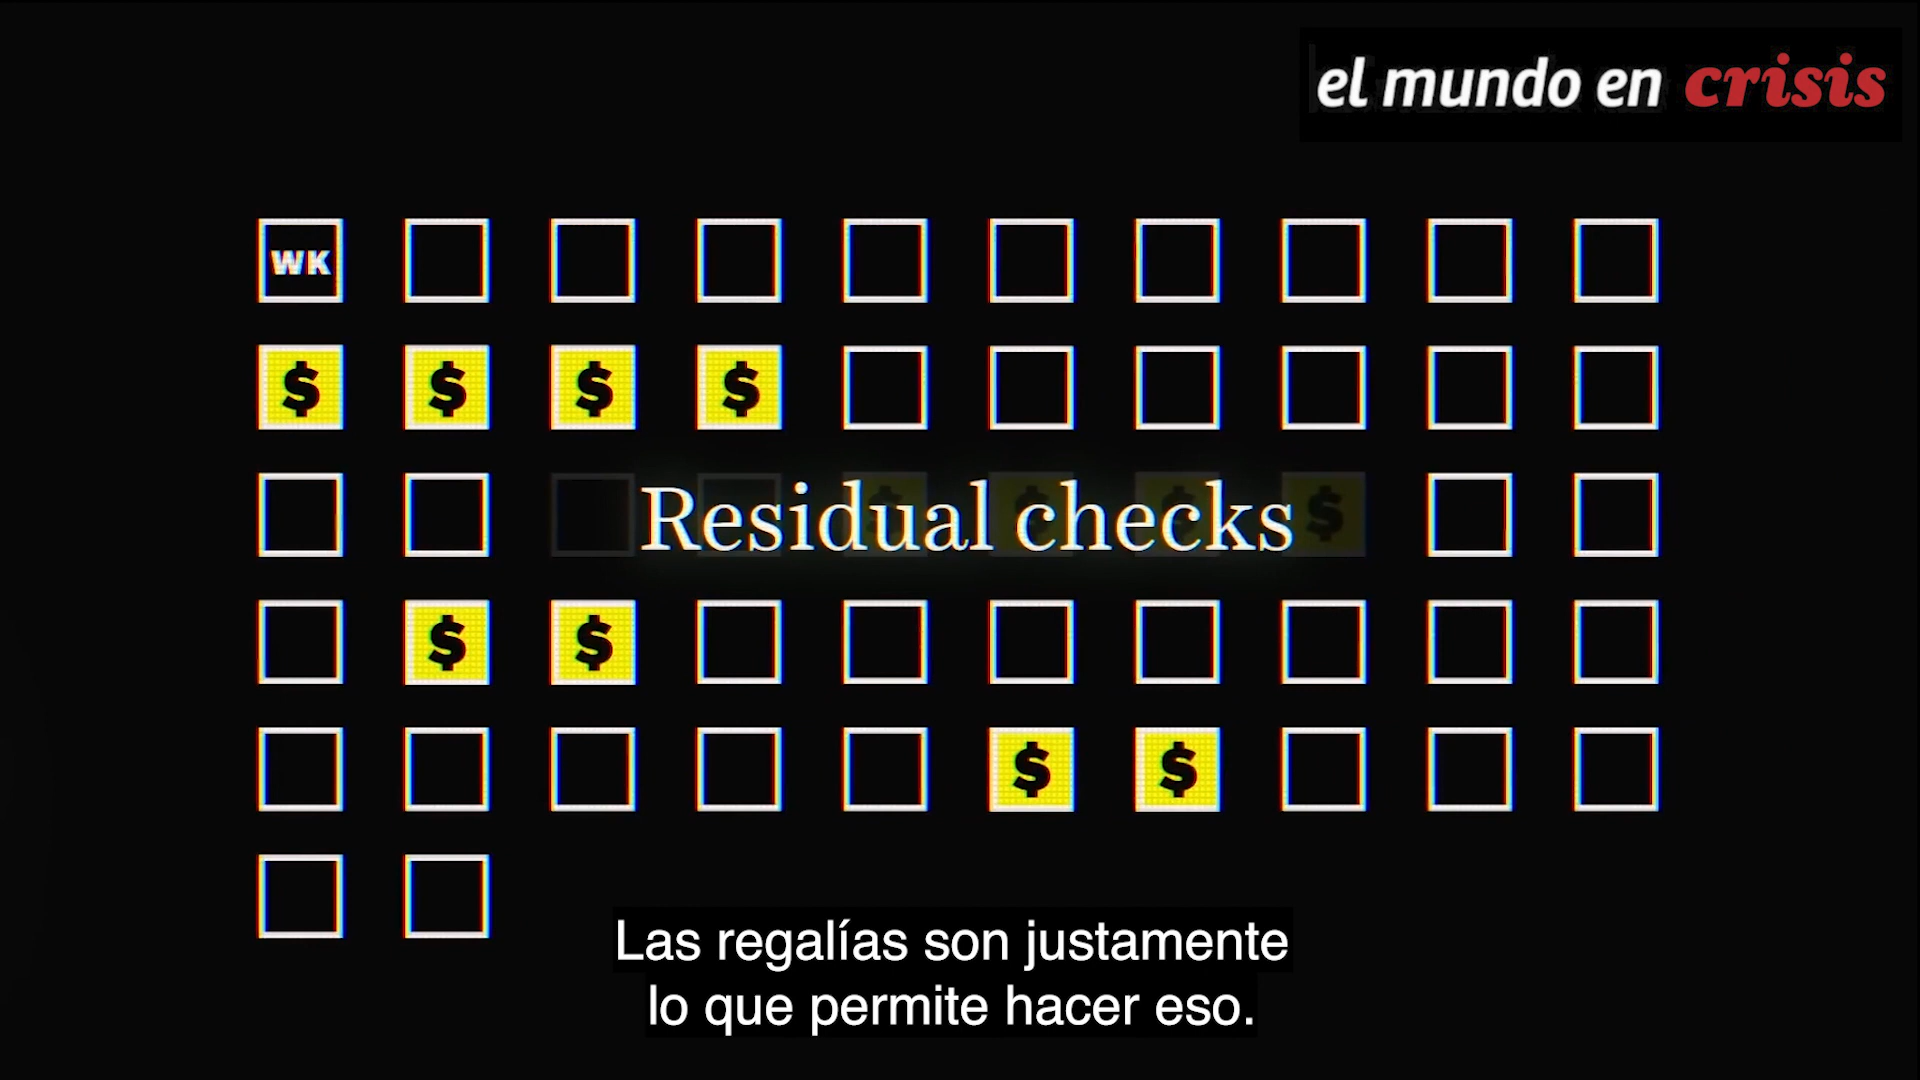 el mundo en crisis
WK
$ $ $ $
Residual checks
$
$ $
$ $
Las regalías son justamente
lo que permite hacer eso.